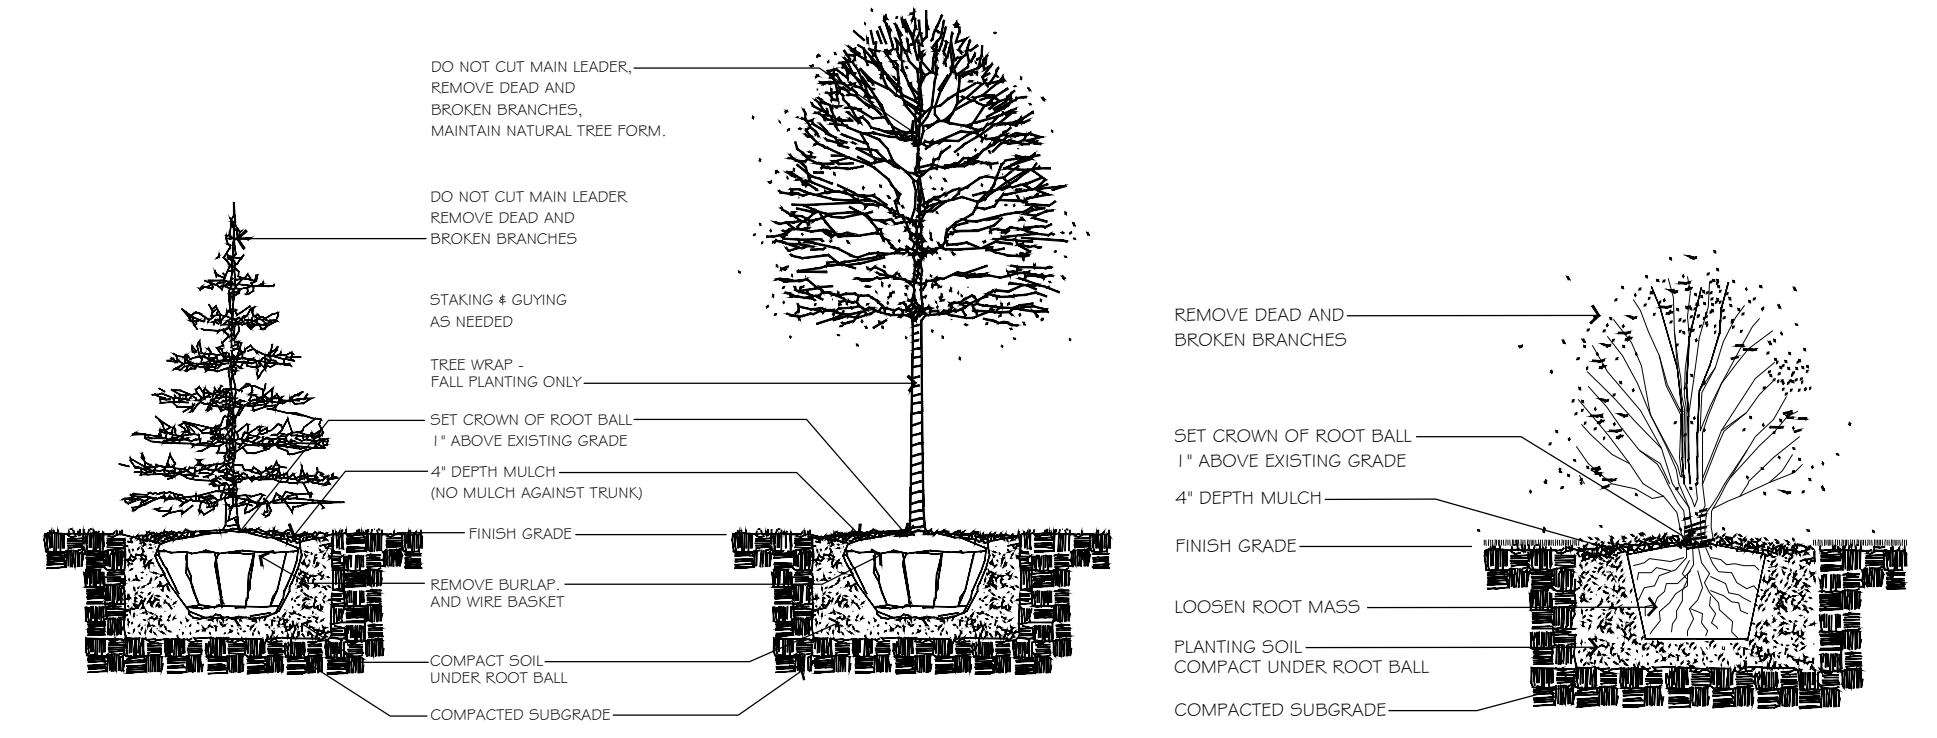 DO NOT CUT MAIN LEADER,
REMOVE DEAD AND
BROKEN BRANCHES,
MAINTAIN NATURAL TREE FORM.
DO NOT CUT MAIN LEADER
REMOVE DEAD AND
BROKEN BRANCHES
STAKING & GUYING
AS NEEDED
TREE WRAP -
FALL PLANTING ONLY
SET CROWN OF ROOT BALL
1" ABOVE EXISTING GRADE
4" DEPTH MULCH
(NO MULCH AGAINST TRUNK)
FINISH GRADE
REMOVE BURLAP.
AND WIRE BASKET
COMPACT SOIL
UNDER ROOT BALL
COMPACTED SUBGRADE
REMOVE DEAD AND
BROKEN BRANCHES
SET CROWN OF ROOT BALL
1" ABOVE EXISTING GRADE
4" DEPTH MULCH
FINISH GRADE
LOOSEN ROOT MASS
PLANTING SOIL
COMPACT UNDER ROOT BALL
COMPACTED SUBGRADE